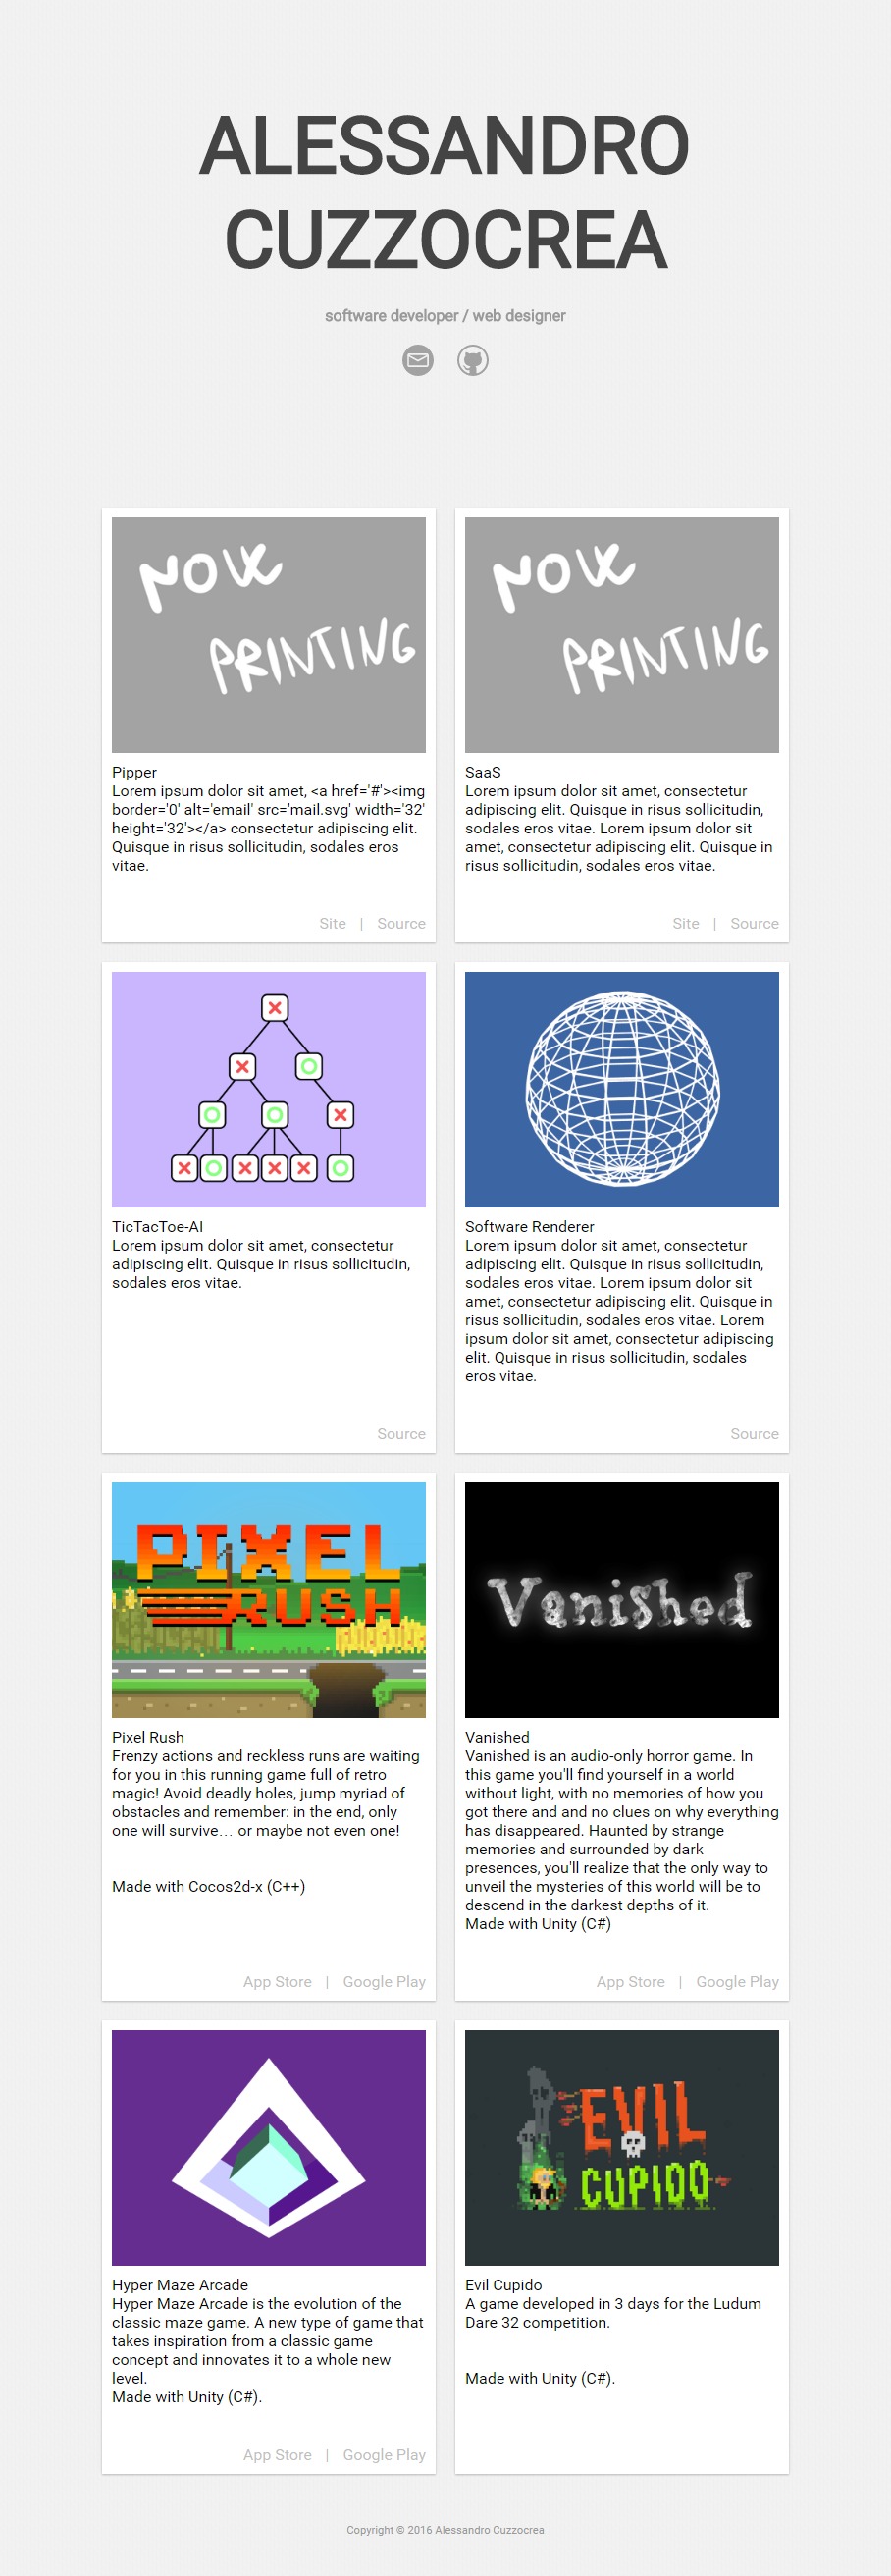 ALESSANDRO
CUZZOCREA
software developer / web designer
NOW
PRINTING
Pipper
Lorem ipsum dolor sit amet, <a href='#'><img
border='0' alt='email' src='mail.svg' width='32'
height='32'></a> consectetur adipiscing elit.
Quisque in risus sollicitudin, sodales eros
vitae.
Site | Source
NOW
PRINTING
SaaS
Lorem ipsum dolor sit amet, consectetur
adipiscing elit. Quisque in risus sollicitudin,
sodales eros vitae. Lorem ipsum dolor sit
amet, consectetur adipiscing elit. Quisque in
risus sollicitudin, sodales eros vitae.
Site | Source
TicTacToe-AI
Lorem ipsum dolor sit amet, consectetur
adipiscing elit. Quisque in risus sollicitudin,
sodales eros vitae.
Source
Software Renderer
Lorem ipsum dolor sit amet, consectetur
adipiscing elit. Quisque in risus sollicitudin,
sodales eros vitae. Lorem ipsum dolor sit
amet, consectetur adipiscing elit. Quisque in
risus sollicitudin, sodales eros vitae. Lorem
ipsum dolor sit amet, consectetur adipiscing
elit. Quisque in risus sollicitudin, sodales
eros vitae.
Source
PIXEL
RUSH
Pixel Rush
Frenzy actions and reckless runs are waiting
for you in this running game full of retro
magic! Avoid deadly holes, jump myriad of
obstacles and remember: in the end, only
one will survive… or maybe not even one!
Made with Cocos2d-x (C++)
App Store | Google Play
Vanished
Vanished
Vanished is an audio-only horror game. In
this game you'll find yourself in a world
without light, with no memories of how you
got there and and no clues on why everything
has disappeared. Haunted by strange
memories and surrounded by dark
presences, you'll realize that the only way to
unveil the mysteries of this world will be to
descend in the darkest depths of it.
Made with Unity (C#)
App Store | Google Play
Hyper Maze Arcade
Hyper Maze Arcade is the evolution of the
classic maze game. A new type of game that
takes inspiration from a classic game
concept and innovates it to a whole new
level.
Made with Unity (C#).
App Store | Google Play
EVIL
CUPIDO
Evil Cupido
A game developed in 3 days for the Ludum
Dare 32 competition.
Made with Unity (C#).
Copyright © 2016 Alessandro Cuzzocrea